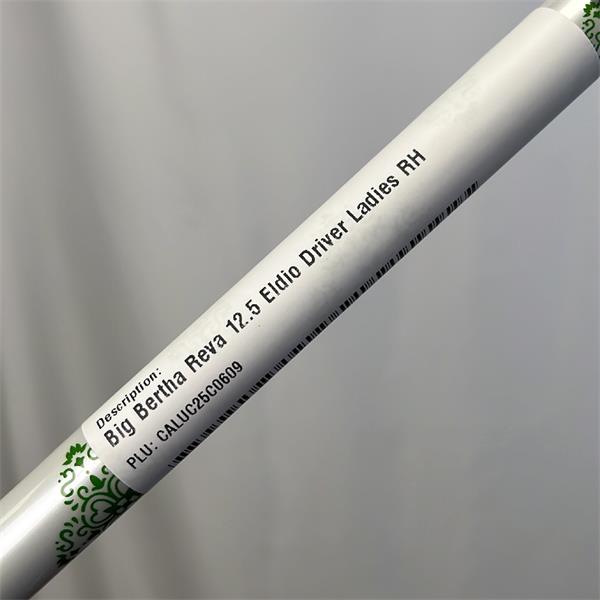 Description:
Big Bertha Reva 12.5 Eldio Driver Ladies RH
PLU: CALUC25C0609